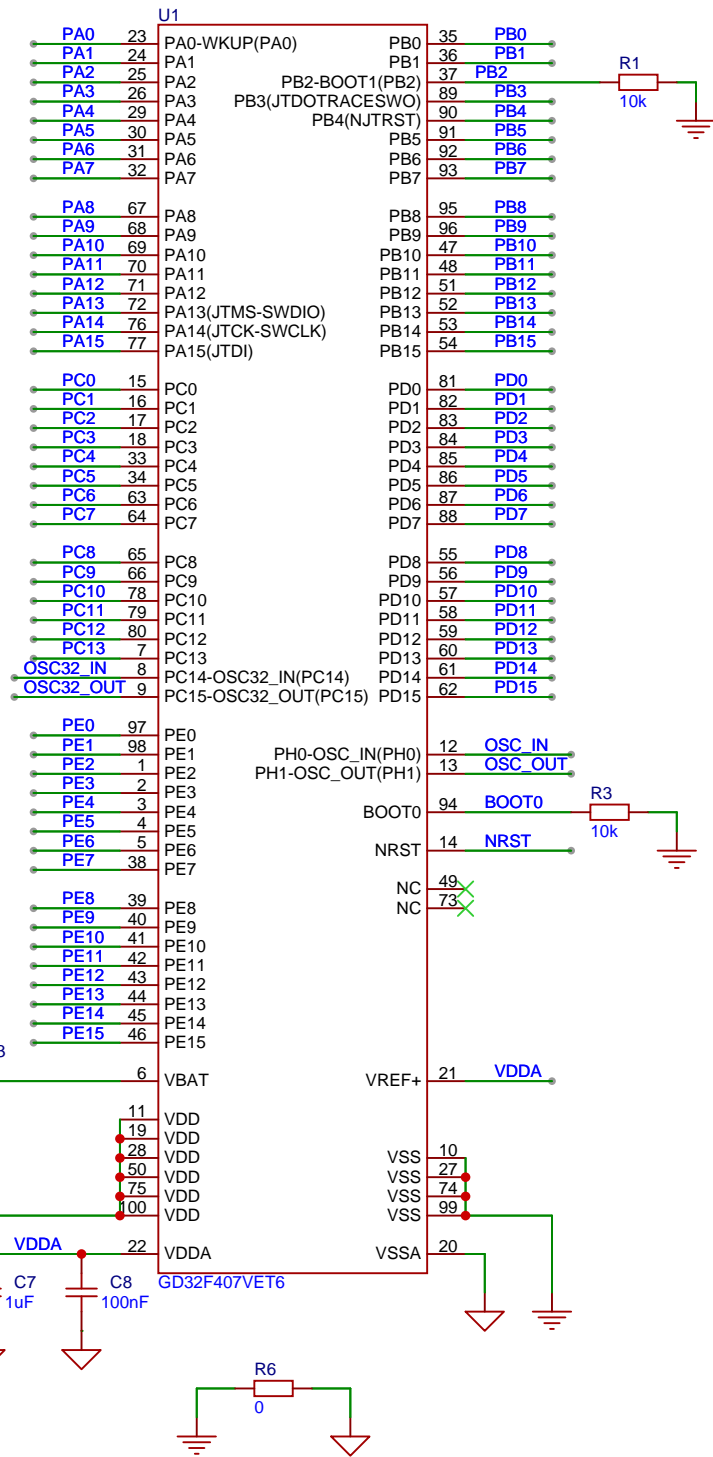 U1
PA0 23 PA0-WKUP(PA0) PB0 35 PB0
PA1 24 PA1 PB1 36 PB1
PA2 25 PA2 PB2-BOOT1(PB2) 37 PB2 R1
PA3 26 PA3 PB3(JTDOTRACESWO) 89 PB3 10k
PA4 29 PA4 PB4(NJTRST) 90 PB4
PA5 30 PA5 PB5 91 PB5
PA6 31 PA6 PB6 92 PB6
PA7 32 PA7 PB7 93 PB7
PA8 67 PA8 PB8 95 PB8
PA9 68 PA9 PB9 96 PB9
PA10 69 PA10 PB10 47 PB10
PA11 70 PA11 PB11 48 PB11
PA12 71 PA12 PB12 51 PB12
PA13 72 PA13(JTMS-SWDIO) PB13 52 PB13
PA14 76 PA14(JTCK-SWCLK) PB14 53 PB14
PA15 77 PA15(JTDI) PB15 54 PB15
PC0 15 PC0 PD0 81 PD0
PC1 16 PC1 PD1 82 PD1
PC2 17 PC2 PD2 83 PD2
PC3 18 PC3 PD3 84 PD3
PC4 33 PC4 PD4 85 PD4
PC5 34 PC5 PD5 86 PD5
PC6 63 PC6 PD6 87 PD6
PC7 64 PC7 PD7 88 PD7
PC8 65 PC8 PD8 55 PD8
PC9 66 PC9 PD9 56 PD9
PC10 78 PC10 PD10 57 PD10
PC11 79 PC11 PD11 58 PD11
PC12 80 PC12 PD12 59 PD12
PC13 7 PC13 PD13 60 PD13
OSC32_IN 8 PC14-OSC32_IN(PC14) PD14 61 PD14
OSC32_OUT 9 PC15-OSC32_OUT(PC15) PD15 62 PD15
PE0 97 PE0
PE1 98 PE1 PH0-OSC_IN(PH0) 12 OSC_IN
PE2 1 PE2 PH1-OSC_OUT(PH1) 13 OSC_OUT
PE3 2 PE3 R3
PE4 3 PE4 BOOT0 94 BOOT0
PE5 4 PE5 10k
PE6 5 PE6 NRST 14 NRST
PE7 38 PE7
NC 49
PE8 39 PE8 NC 73
PE9 40 PE9
PE10 41 PE10
PE11 42 PE11
PE12 43 PE12
PE13 44 PE13
PE14 45 PE14
PE15 46 PE15
6 VBAT VREF+ 21 VDDA
11 VDD
19 VDD
28 VDD VSS 10
50 VDD VSS 27
75 VDD VSS 74
100 VDD VSS 99
VDDA 22 VDDA VSSA 20
C7 C8 GD32F407VET6
1uF 100nF
R6
0